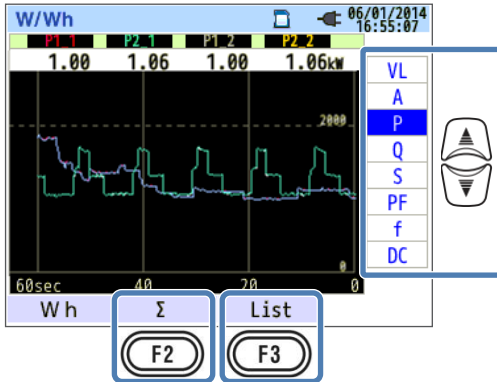 W/Wh
06/01/2014
16:55:07
P1_1 P2_1 P1_2 P2_2
1.00 1.06 1.00 1.06kW
2000
0
60sec 40 20 0
VL
A
P
Q
S
PF
f
DC
Wh Σ List
F2 F3